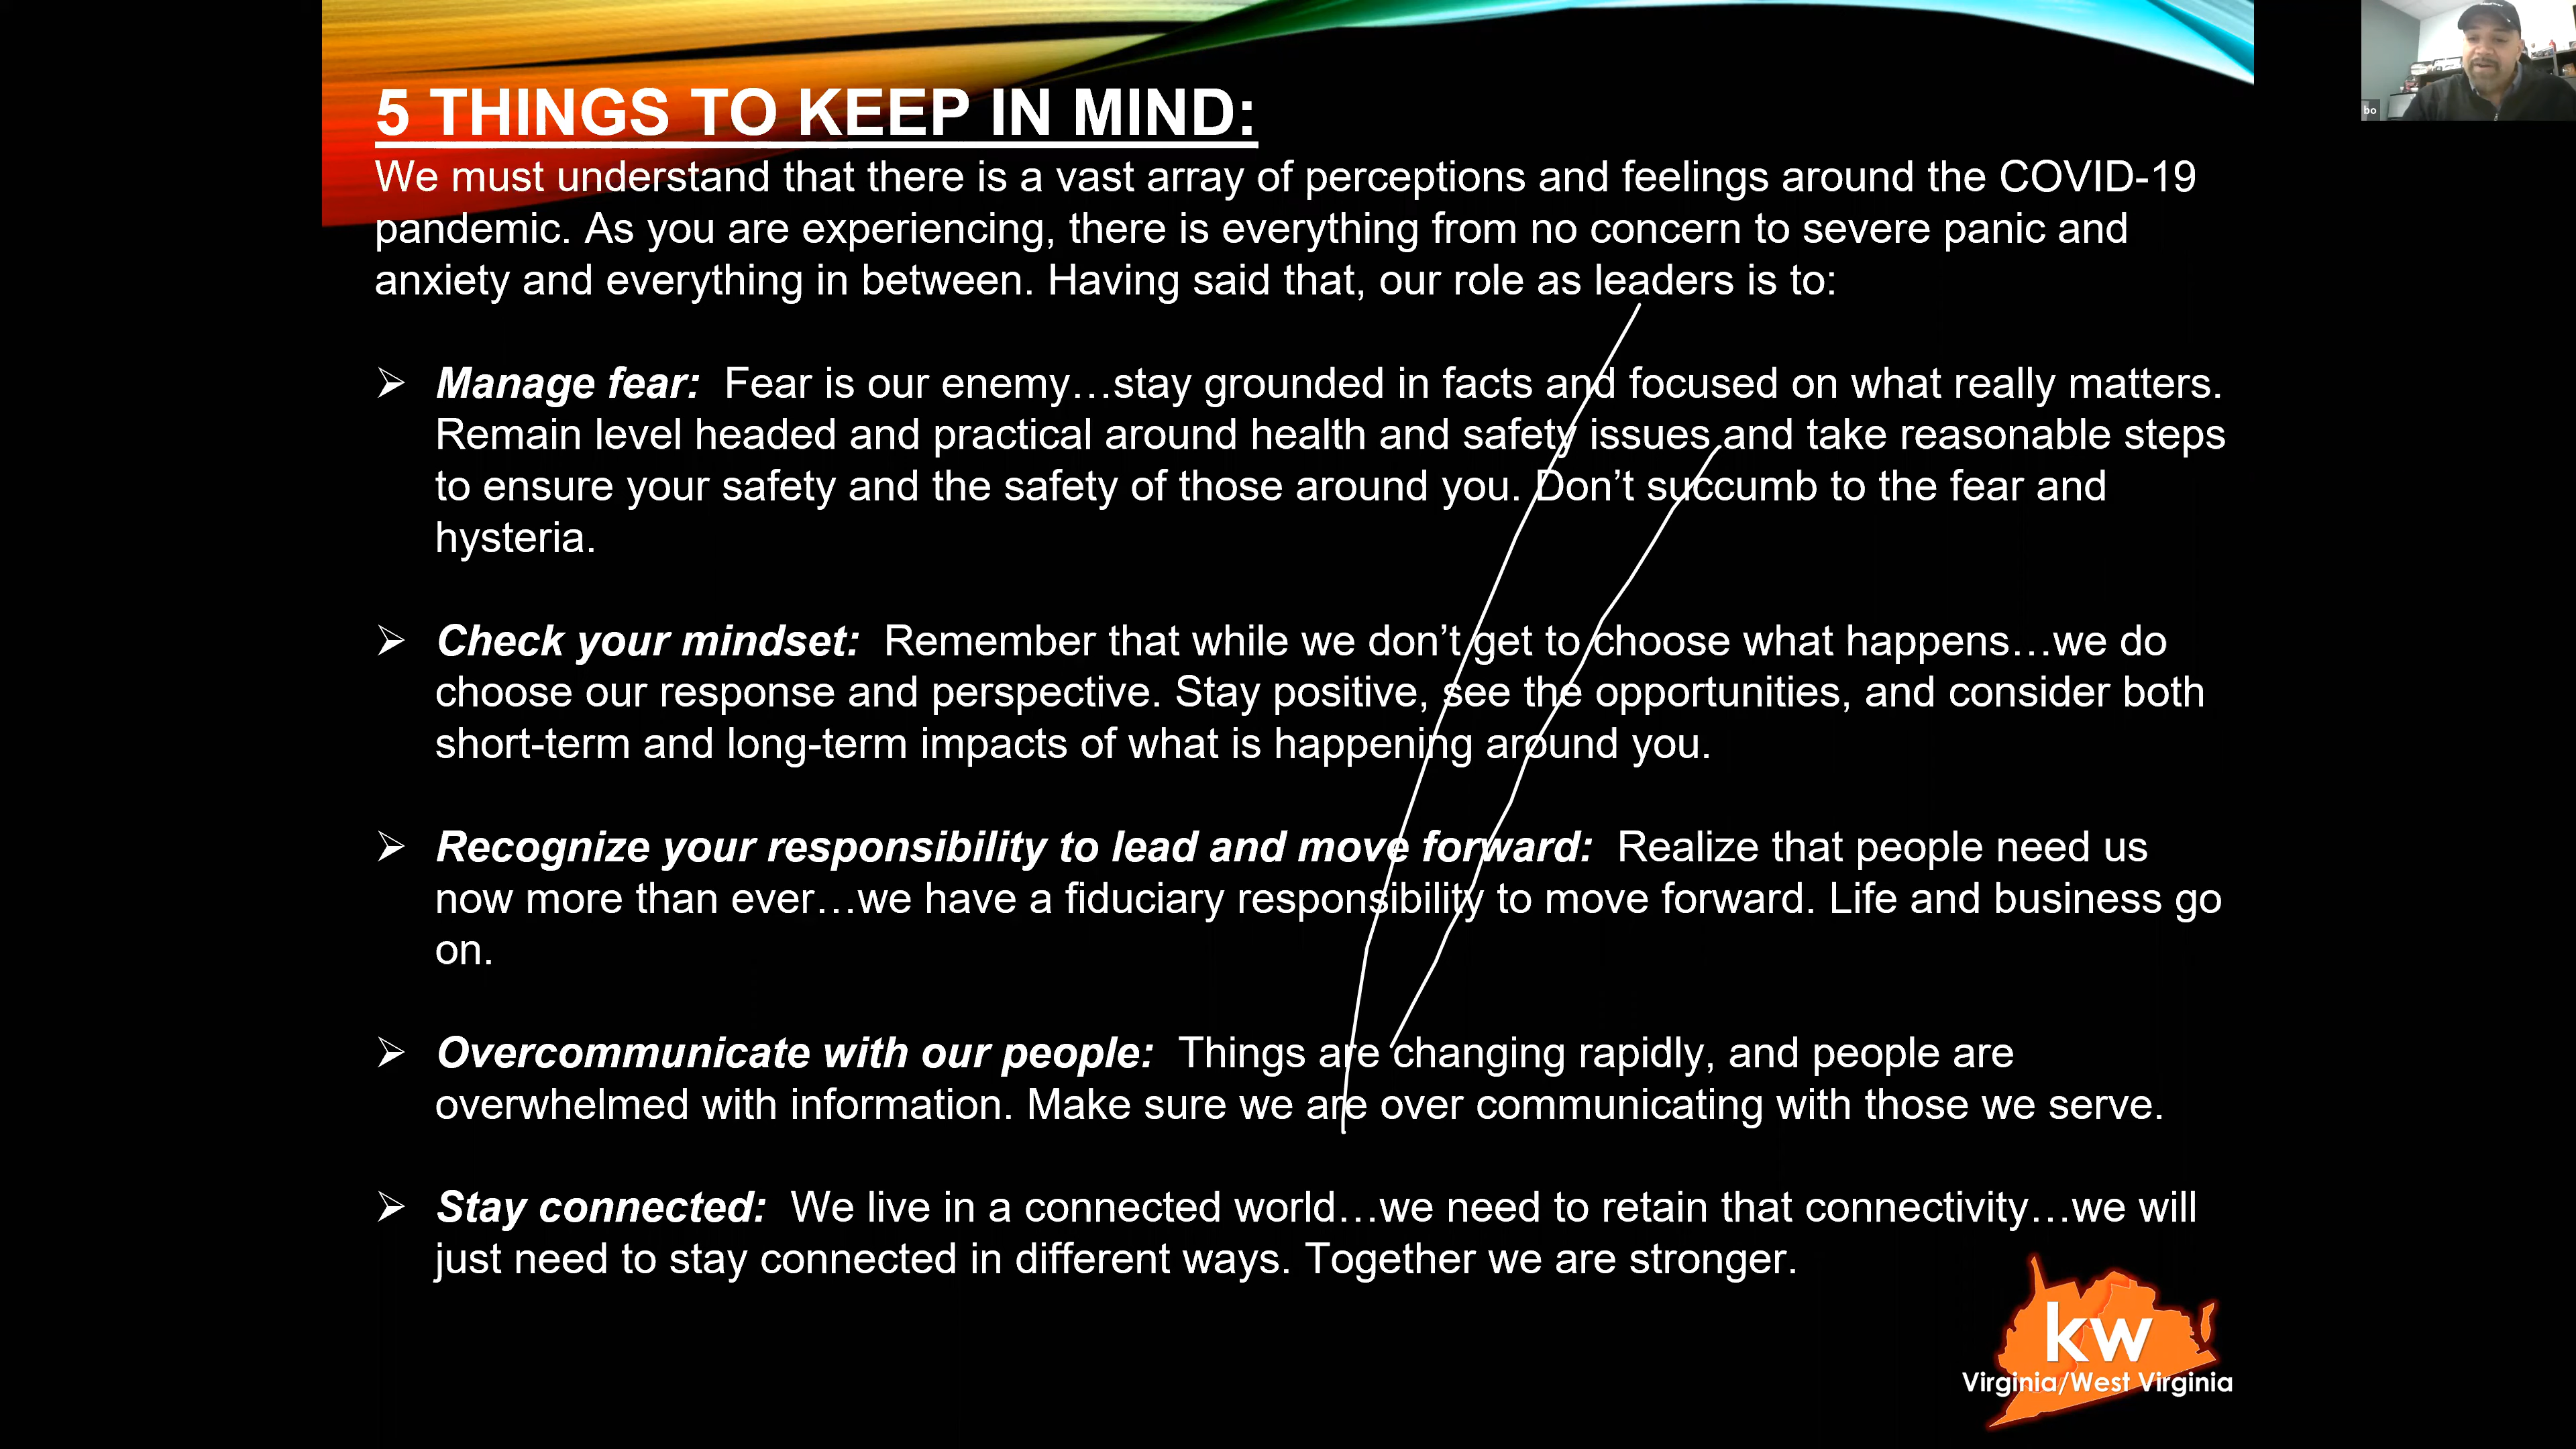 5 THINGS TO KEEP IN MIND:
We must understand that there is a vast array of perceptions and feelings around the COVID-19
pandemic. As you are experiencing, there is everything from no concern to severe panic and
anxiety and everything in between. Having said that, our role as leaders is to:
➢ Manage fear: Fear is our enemy…stay grounded in facts and focused on what really matters.
Remain level headed and practical around health and safety issues and take reasonable steps
to ensure your safety and the safety of those around you. Don’t succumb to the fear and
hysteria.
➢ Check your mindset: Remember that while we don’t get to choose what happens…we do
choose our response and perspective. Stay positive, see the opportunities, and consider both
short-term and long-term impacts of what is happening around you.
➢ Recognize your responsibility to lead and move forward: Realize that people need us
now more than ever…we have a fiduciary responsibility to move forward. Life and business go
on.
➢ Overcommunicate with our people: Things are changing rapidly, and people are
overwhelmed with information. Make sure we are over communicating with those we serve.
➢ Stay connected: We live in a connected world…we need to retain that connectivity…we will
just need to stay connected in different ways. Together we are stronger.
kw
Virginia/West Virginia
bo